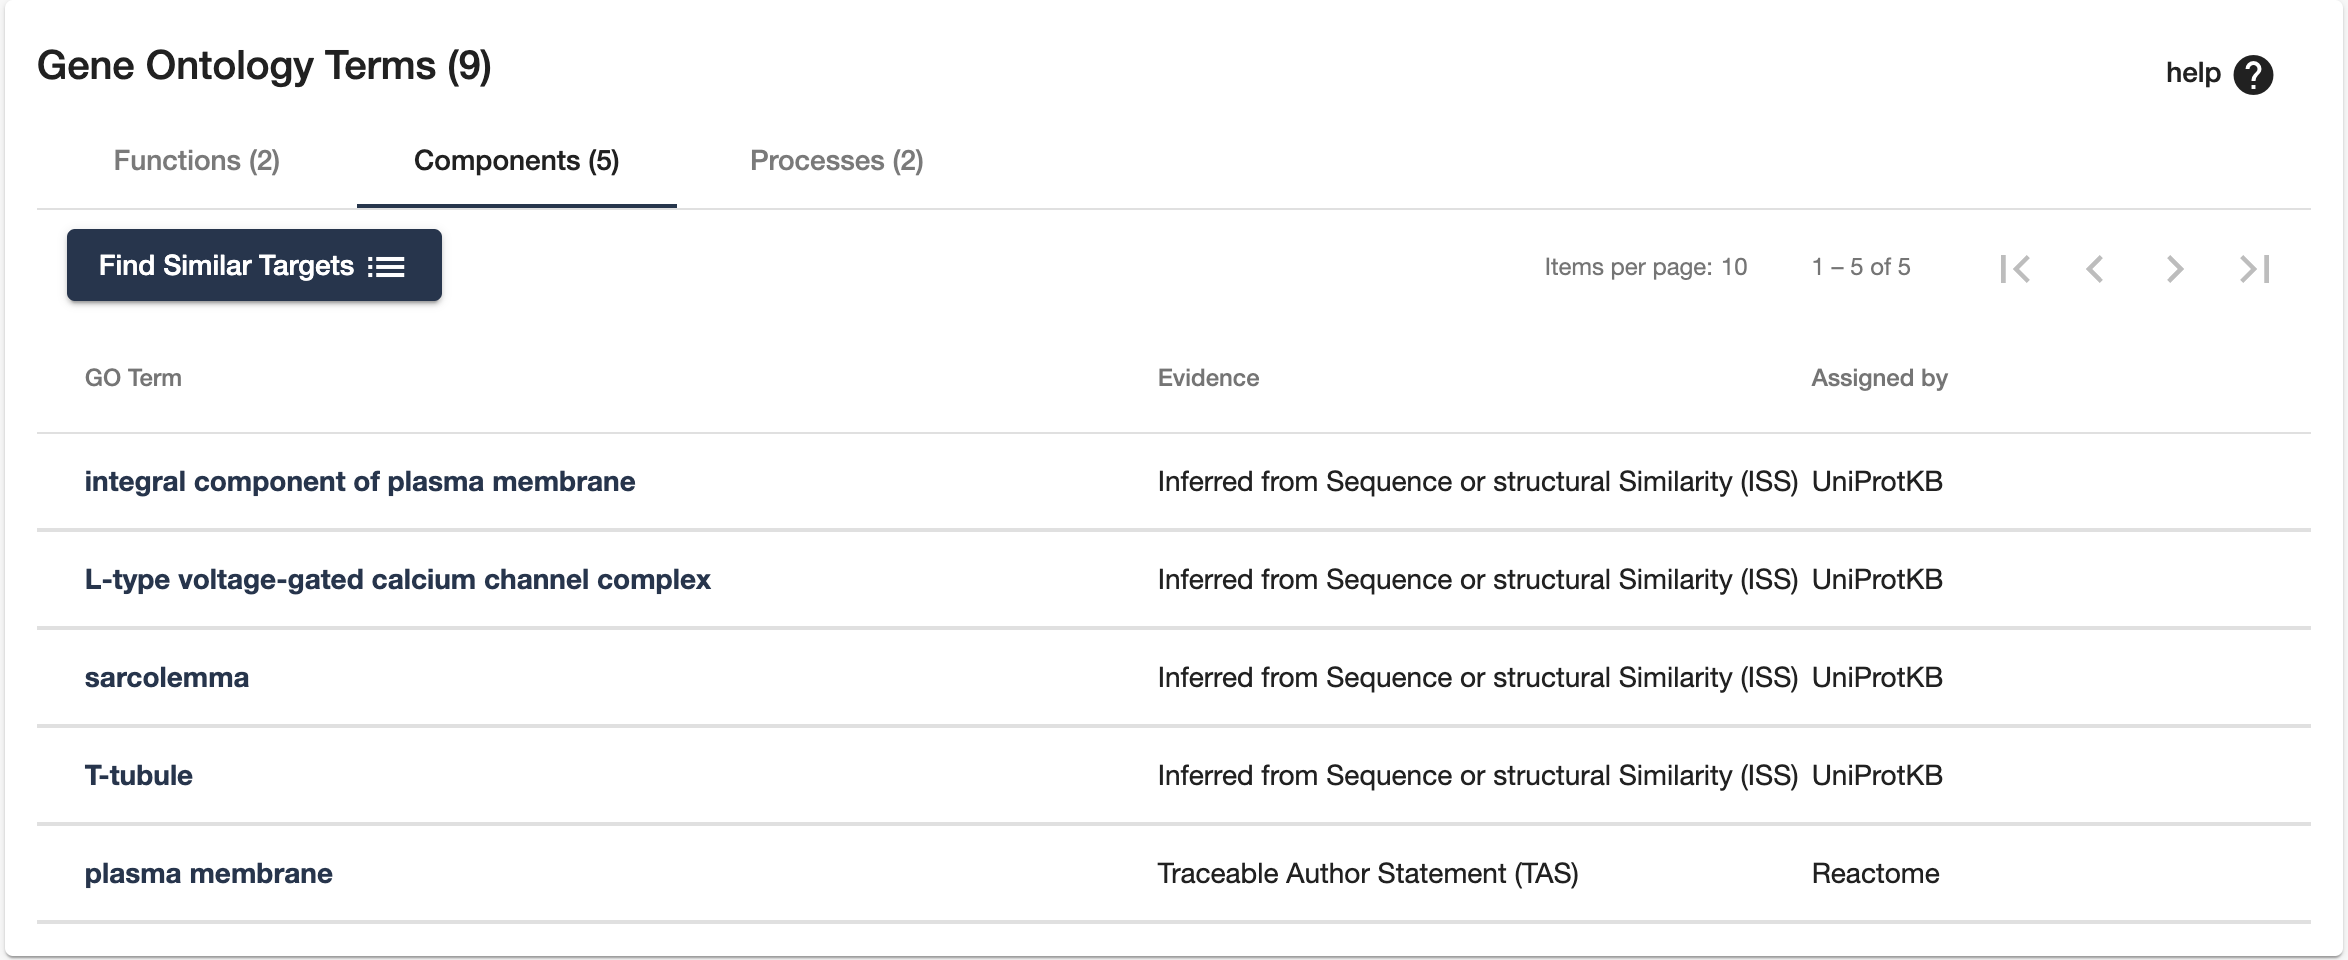 Gene Ontology Terms (9)
help ?
Functions (2) Components (5) Processes (2)
Find Similar Targets Items per page: 10 1 – 5 of 5
GO Term Evidence Assigned by
integral component of plasma membrane Inferred from Sequence or structural Similarity (ISS) UniProtKB
L-type voltage-gated calcium channel complex Inferred from Sequence or structural Similarity (ISS) UniProtKB
sarcolemma Inferred from Sequence or structural Similarity (ISS) UniProtKB
T-tubule Inferred from Sequence or structural Similarity (ISS) UniProtKB
plasma membrane Traceable Author Statement (TAS) Reactome